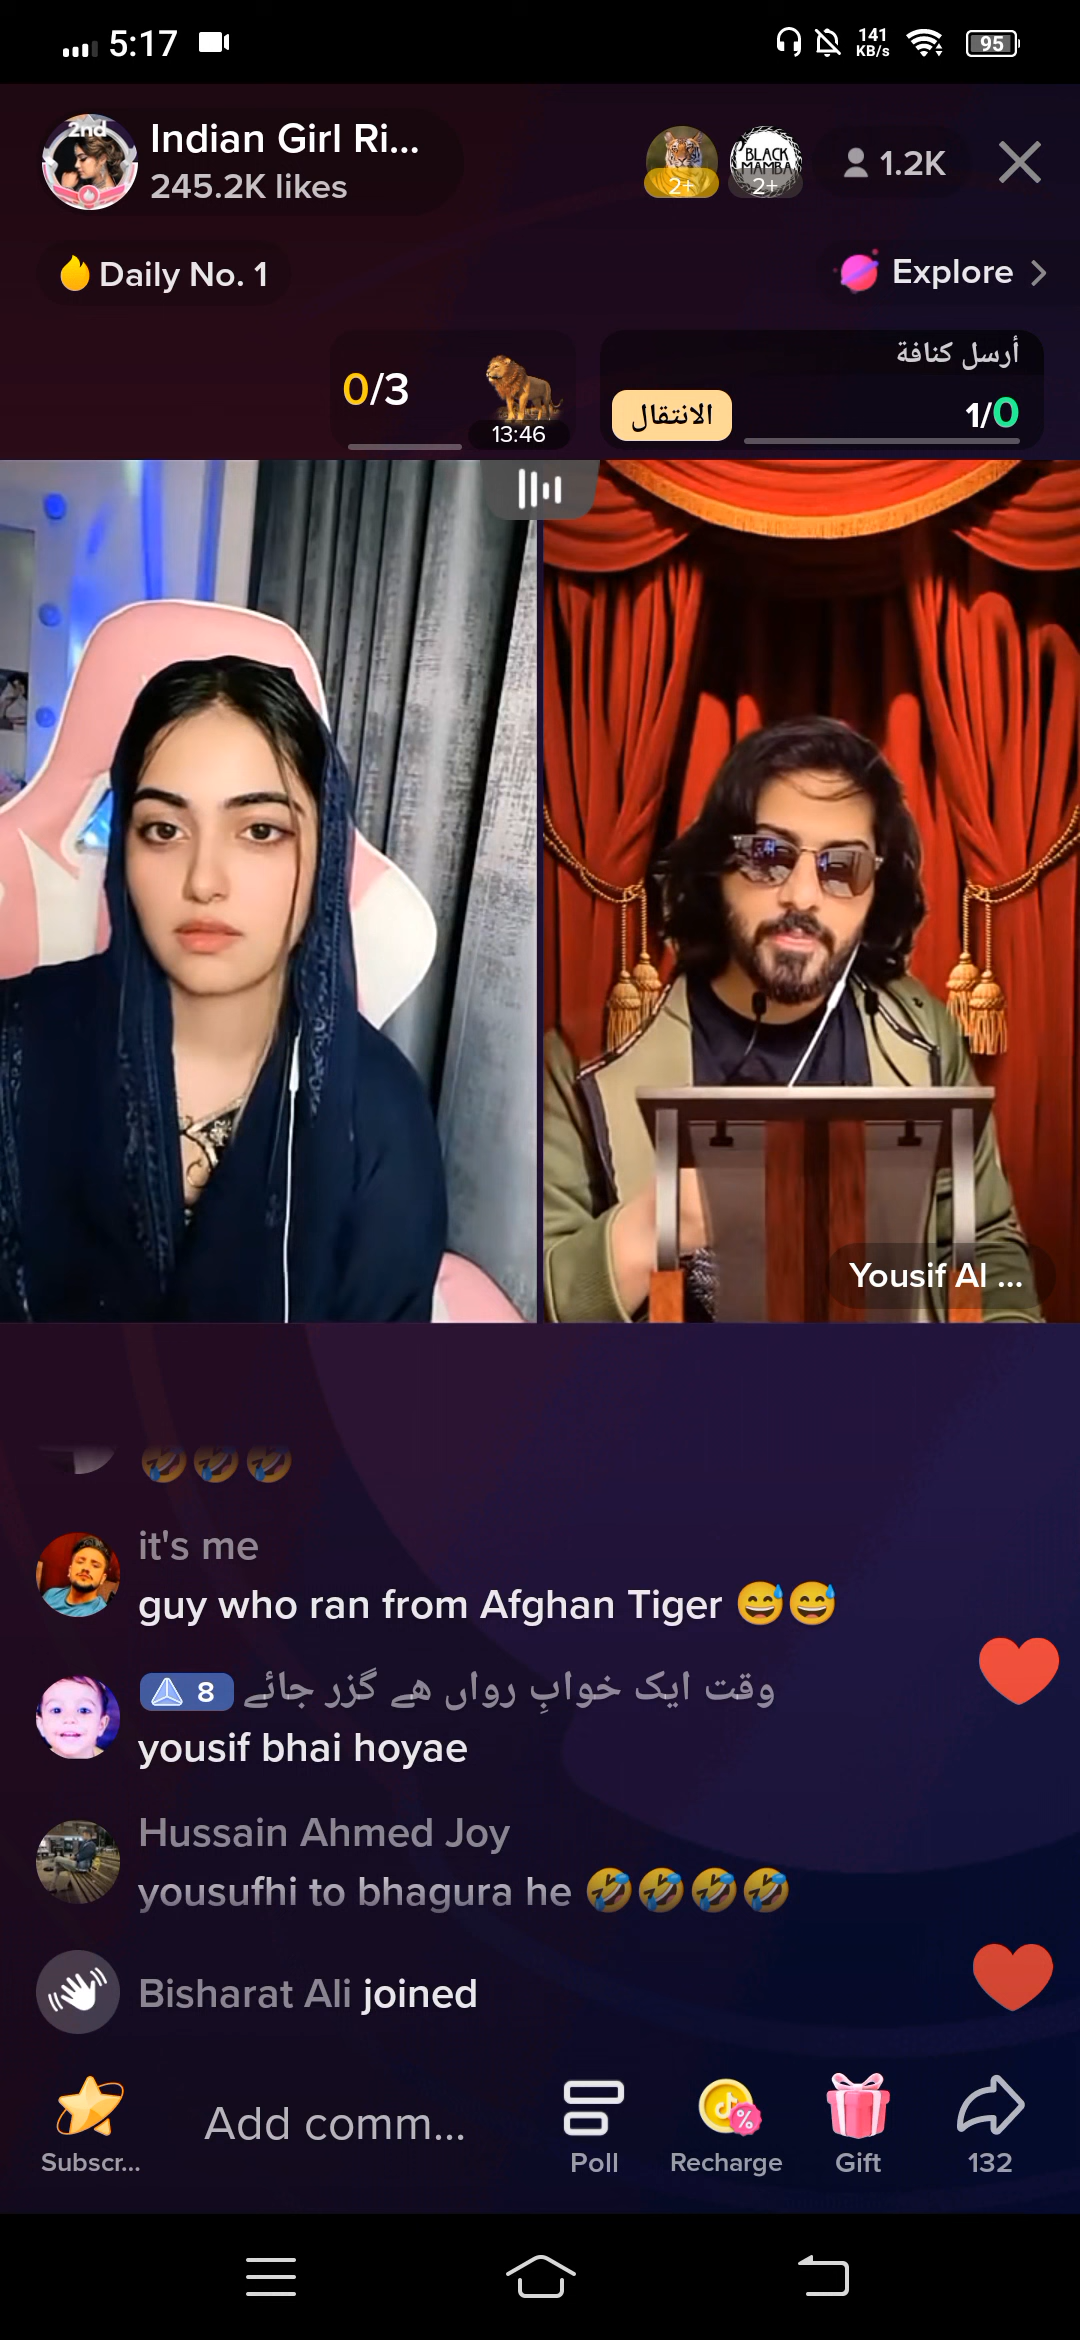 5:17
141
KB/s
95
2nd
Indian Girl Ri...
245.2K likes
2+
BLACK
MAMBA
2+
1.2K
Daily No. 1
Explore
0/3
13:46
أرسل كنافة
الانتقال
1/0
Yousif Al ...
🤣🤣🤣
it's me
guy who ran from Afghan Tiger 😅😅
8 وقت ایک خوابِ رواں ھے گزر جائے
yousif bhai hoyae
Hussain Ahmed Joy
yousufhi to bhagura he 🤣🤣🤣🤣
Bisharat Ali joined
Add comm...
Subscr...
Poll
%
Recharge
Gift
132